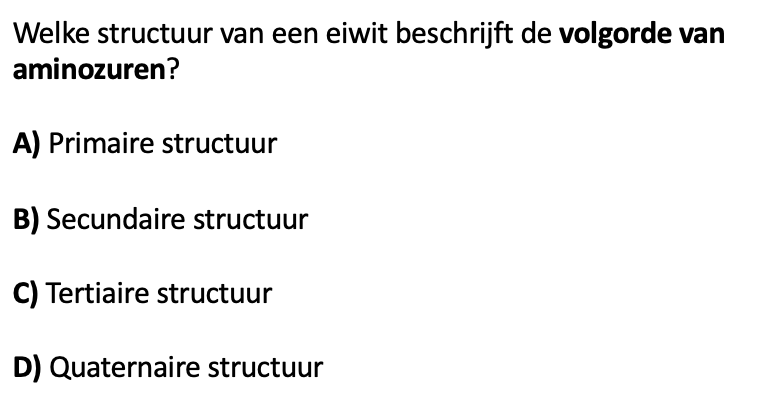 Welke structuur van een eiwit beschrijft de volgorde van
aminozuren?
A) Primaire structuur
B) Secundaire structuur
C) Tertiaire structuur
D) Quaternaire structuur